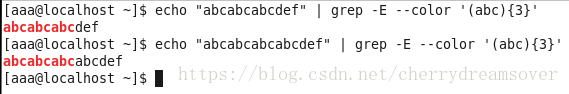 [aaa@localhost ~]$ echo "abcabcabcdef" | grep -E --color '(abc){3}'
abcabcabcdef
[aaa@localhost ~]$ echo "abcabcabcabcdef" | grep -E --color '(abc){3}'
abcabcabcabcdef
[aaa@localhost ~]$
https://blog.csdn.net/cherrydreamsover